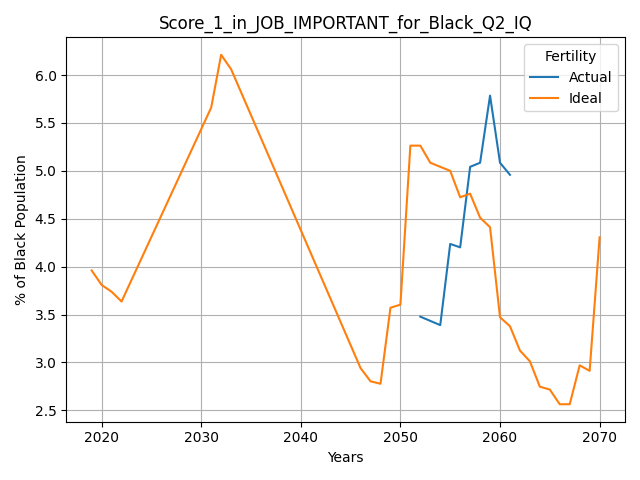 Score_1_in_JOB_IMPORTANT_for_Black_Q2_IQ
Fertility
Actual
Ideal
% of Black Population
6.0
5.5
5.0
4.5
4.0
3.5
3.0
2.5
2020 2030 2040 2050 2060 2070
Years